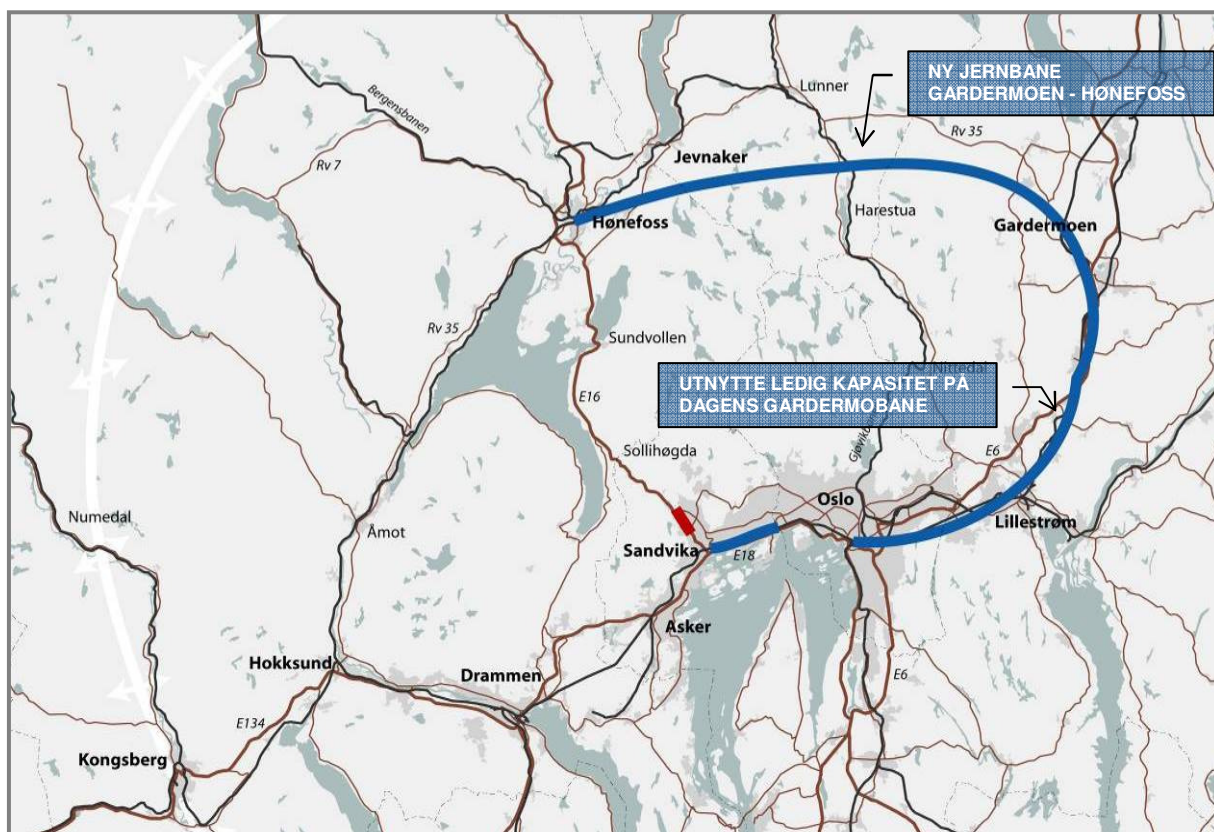 NY JERNBANE
GARDERMOEN - HØNEFOSS
Lunner
Bergensbanen
Rv 35
Rv 7
Jevnaker
Harestua
Hønefoss
Gardermoen
Rv 35
Sundvollen
Nittedal
UTNYTTE LEDIG KAPASITET PÅ
DAGENS GARDERMOBANE
E16
Sollihøgda
E6
Oslo
Numedal
Åmot
Lillestrøm
Sandvika
E18
Asker
Hokksund
Drammen
E6
E134
Kongsberg